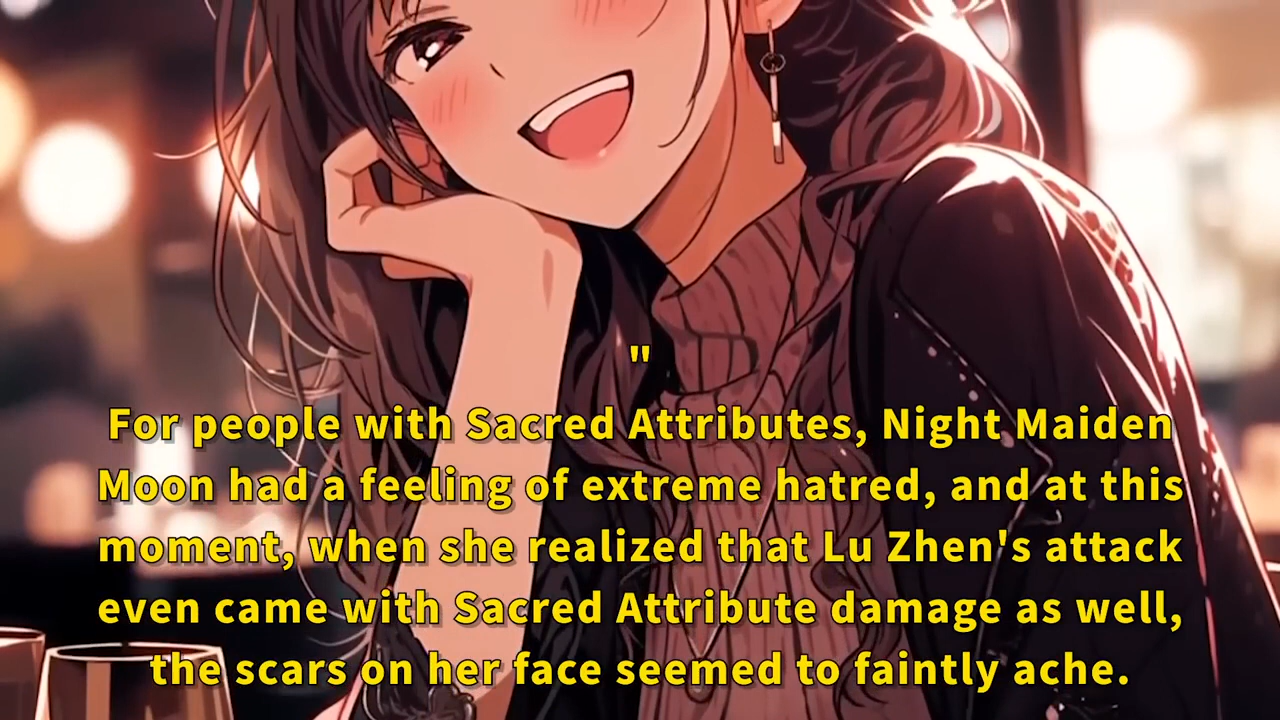 "
For people with Sacred Attributes, Night Maiden
Moon had a feeling of extreme hatred, and at this
moment, when she realized that Lu Zhen's attack
even came with Sacred Attribute damage as well,
the scars on her face seemed to faintly ache.